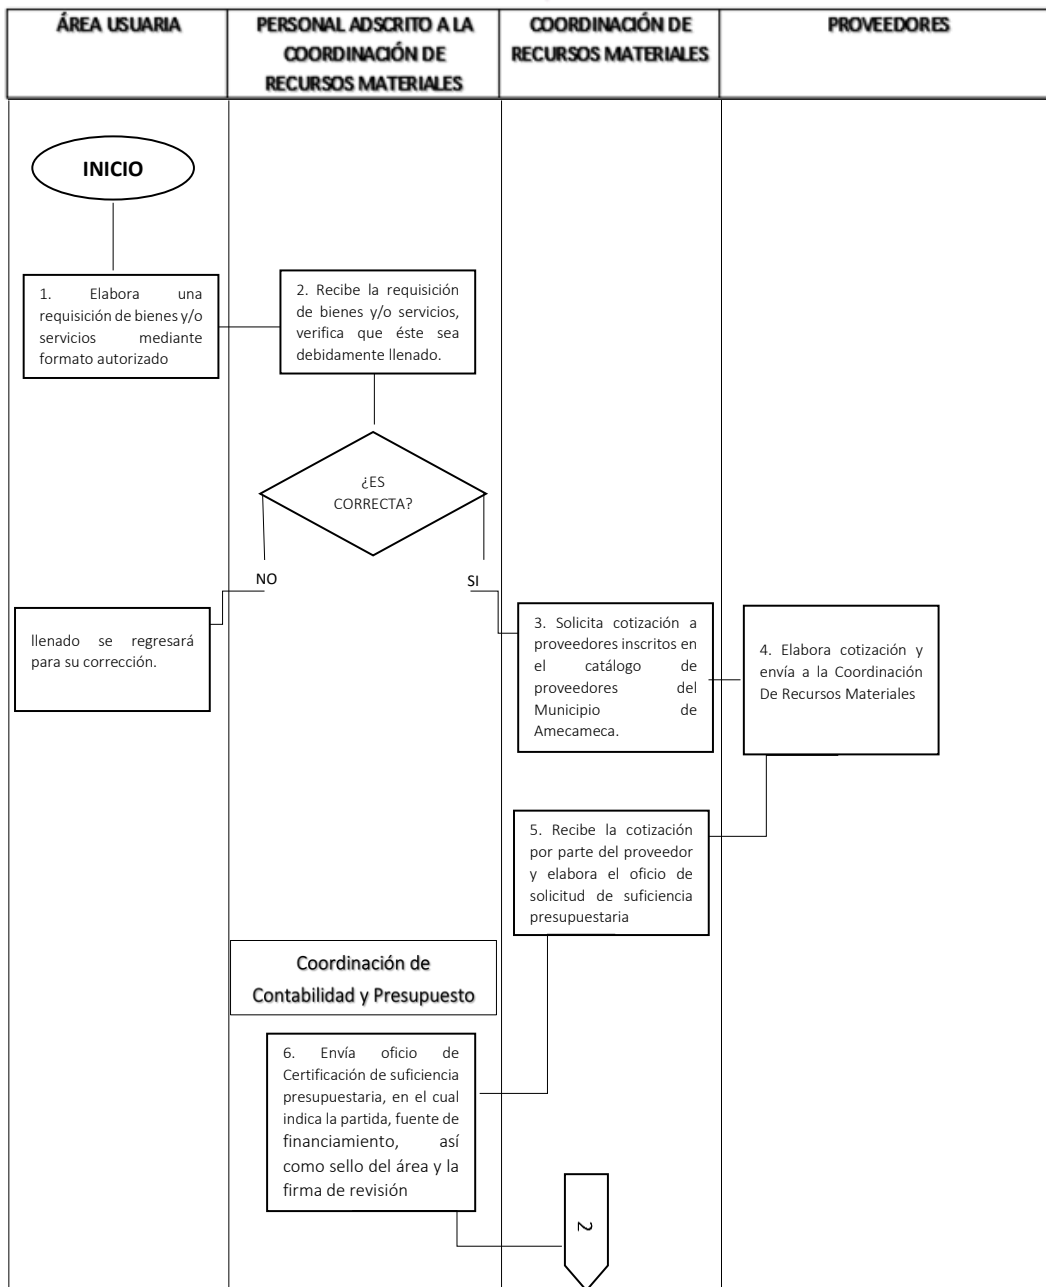 ÁREA USUARIA
PERSONAL ADSCRITO A LA
COORDINACIÓN DE
RECURSOS MATERIALES
COORDINACIÓN DE
RECURSOS MATERIALES
PROVEEDORES
INICIO
1. Elabora una
requisición de bienes y/o
servicios mediante
formato autorizado
2. Recibe la requisición
de bienes y/o servicios,
verifica que éste sea
debidamente llenado.
¿ES
CORRECTA?
NO
SI
llenado se regresará
para su corrección.
3. Solicita cotización a
proveedores inscritos en
el catálogo de
proveedores del
Municipio de
Amecameca.
4. Elabora cotización y
envía a la Coordinación
De Recursos Materiales
5. Recibe la cotización
por parte del proveedor
y elabora el oficio de
solicitud de suficiencia
presupuestaria
Coordinación de
Contabilidad y Presupuesto
6. Envía oficio de
Certificación de suficiencia
presupuestaria, en el cual
indica la partida, fuente de
financiamiento, así
como sello del área y la
firma de revisión
2